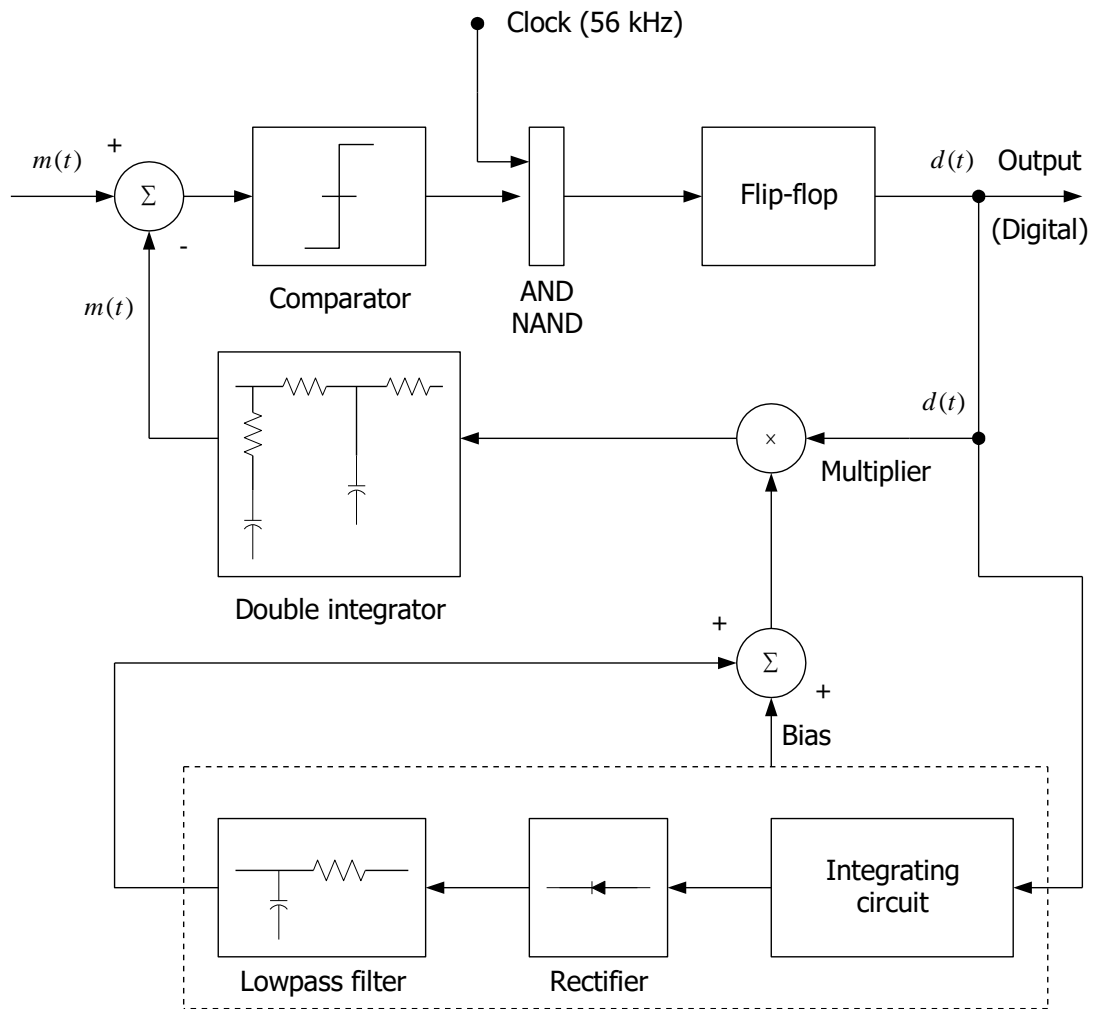 Clock (56 kHz)
m(t)
+
Σ
-
Comparator
AND
NAND
Flip-flop
d(t)
Output
(Digital)
m(t)
Double integrator
×
Multiplier
d(t)
+
Σ
+
Bias
Lowpass filter
Rectifier
Integrating
circuit